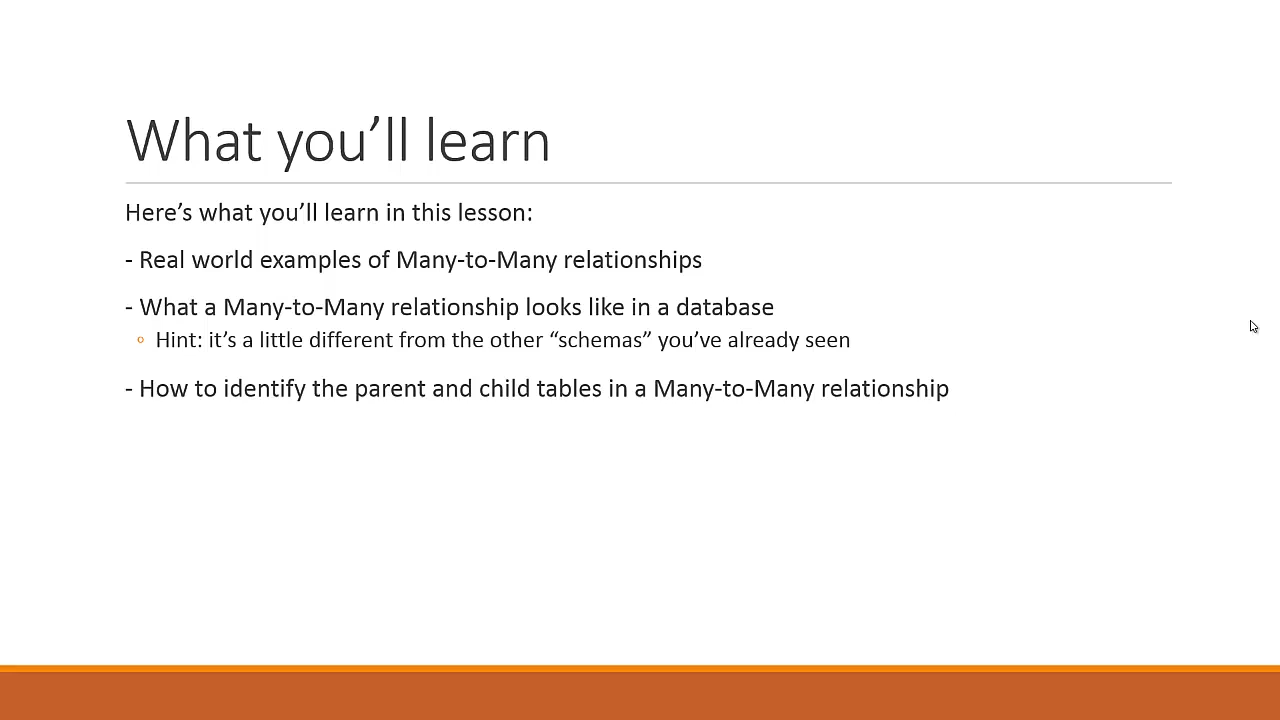 What you’ll learn
Here’s what you’ll learn in this lesson:
- Real world examples of Many-to-Many relationships
- What a Many-to-Many relationship looks like in a database
◦ Hint: it’s a little different from the other “schemas” you’ve already seen
- How to identify the parent and child tables in a Many-to-Many relationship